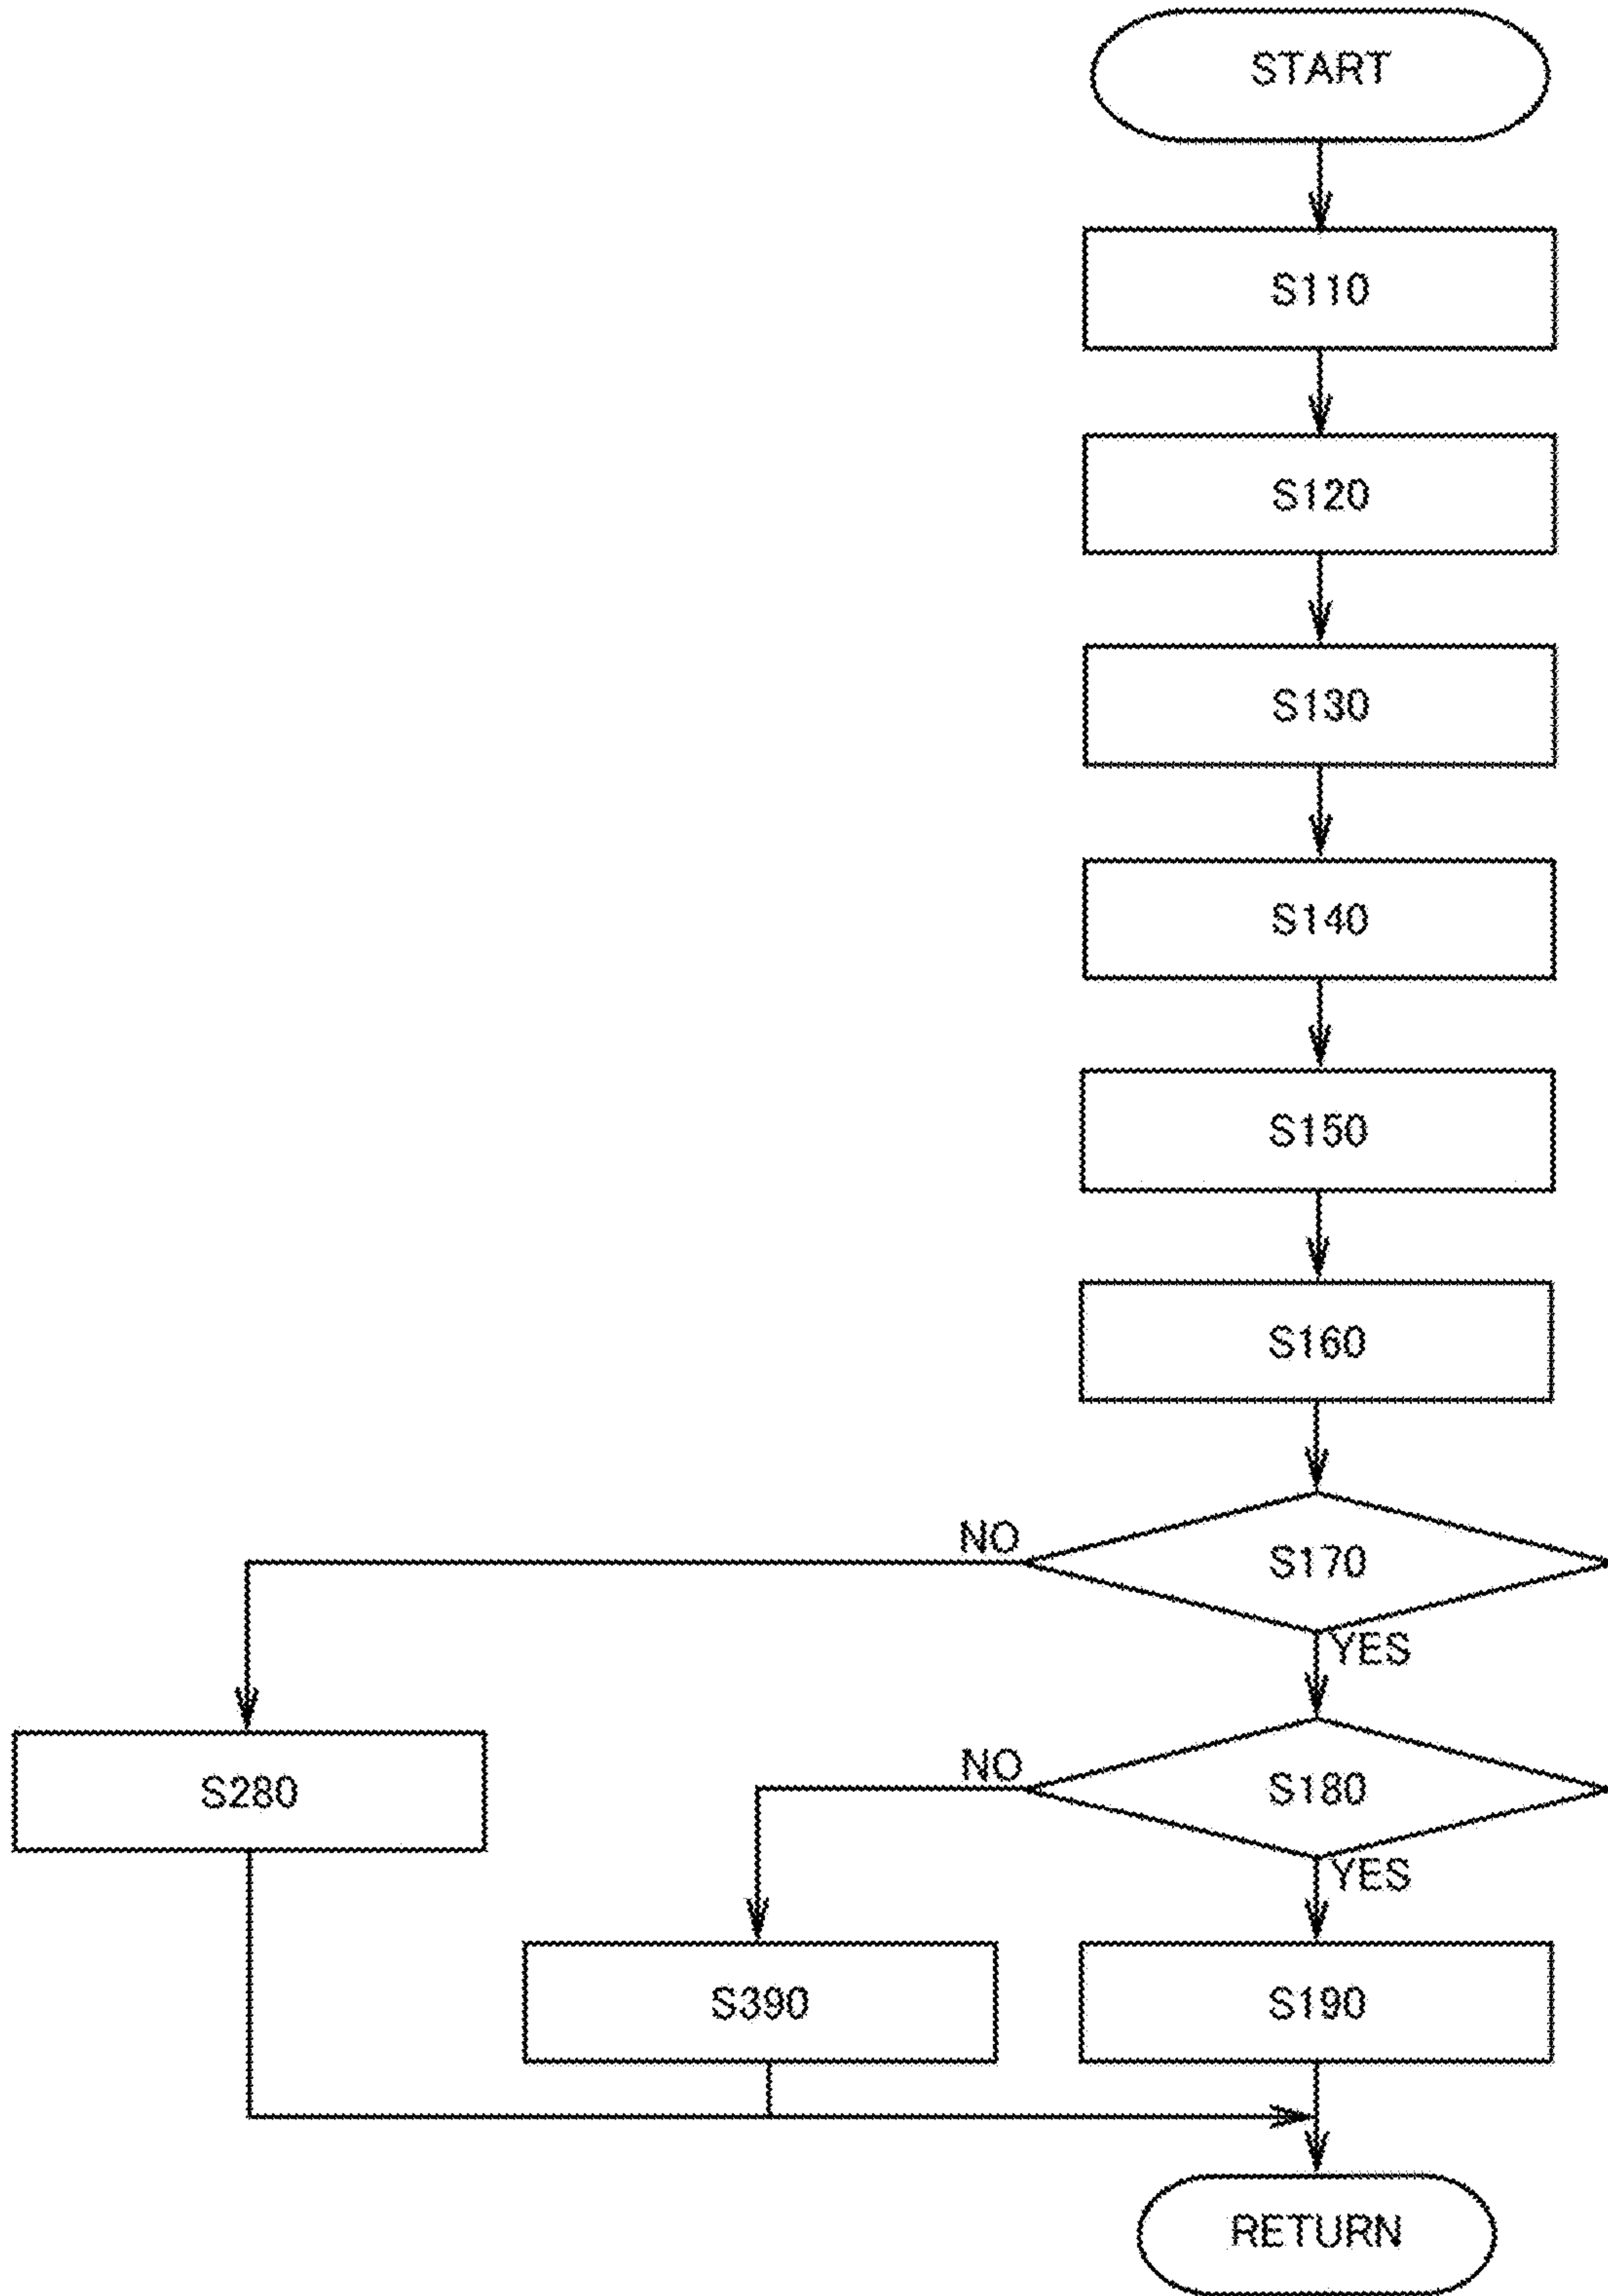 START
S110
S120
S130
S140
S150
S160
NO
S170
YES
S280
NO
S180
YES
S390
S190
RETURN